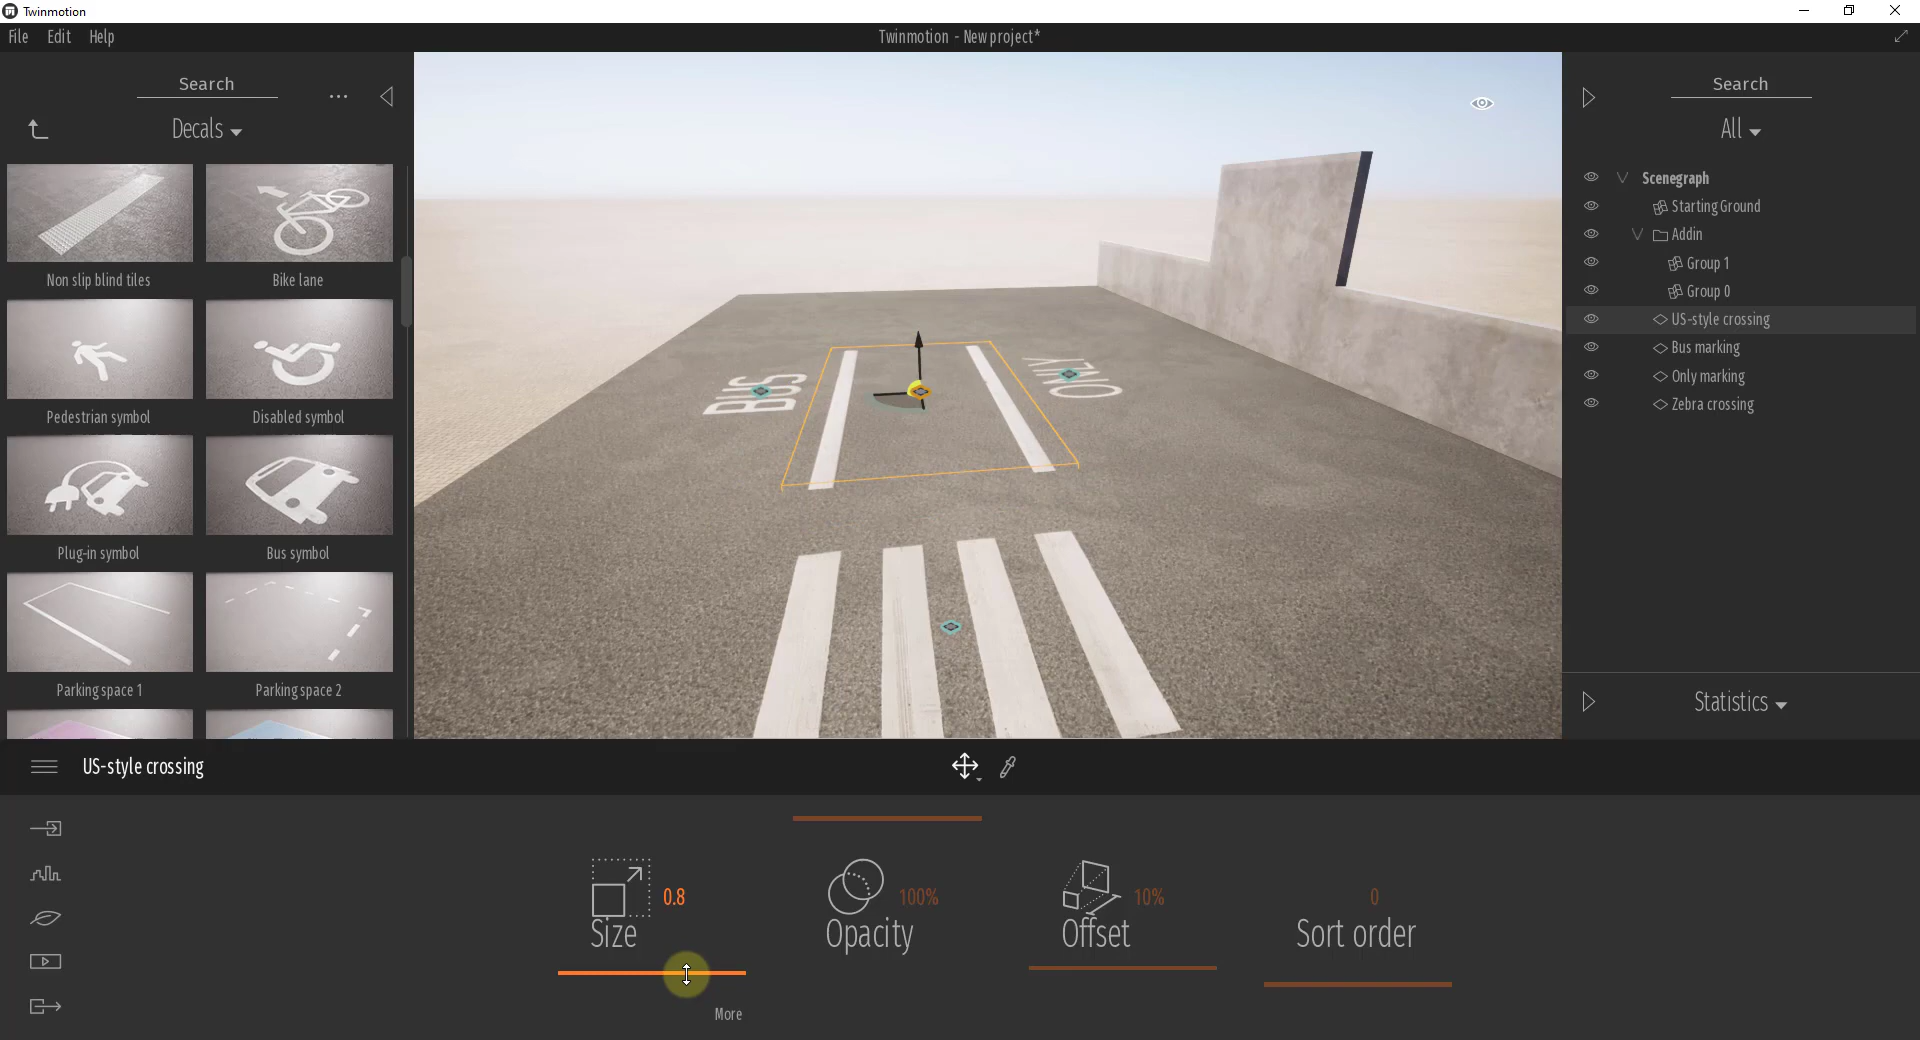 Twinmotion
File Edit Help
Twinmotion - New project*
Search
Decals
Non slip blind tiles
Bike lane
Pedestrian symbol
Disabled symbol
Plug-in symbol
Bus symbol
Parking space 1
Parking space 2
BUS
ONLY
Search
All
Scenegraph
Starting Ground
Addin
Group 1
Group 0
US-style crossing
Bus marking
Only marking
Zebra crossing
Statistics
US-style crossing
0.8
Size
100%
Opacity
10%
Offset
0
Sort order
More